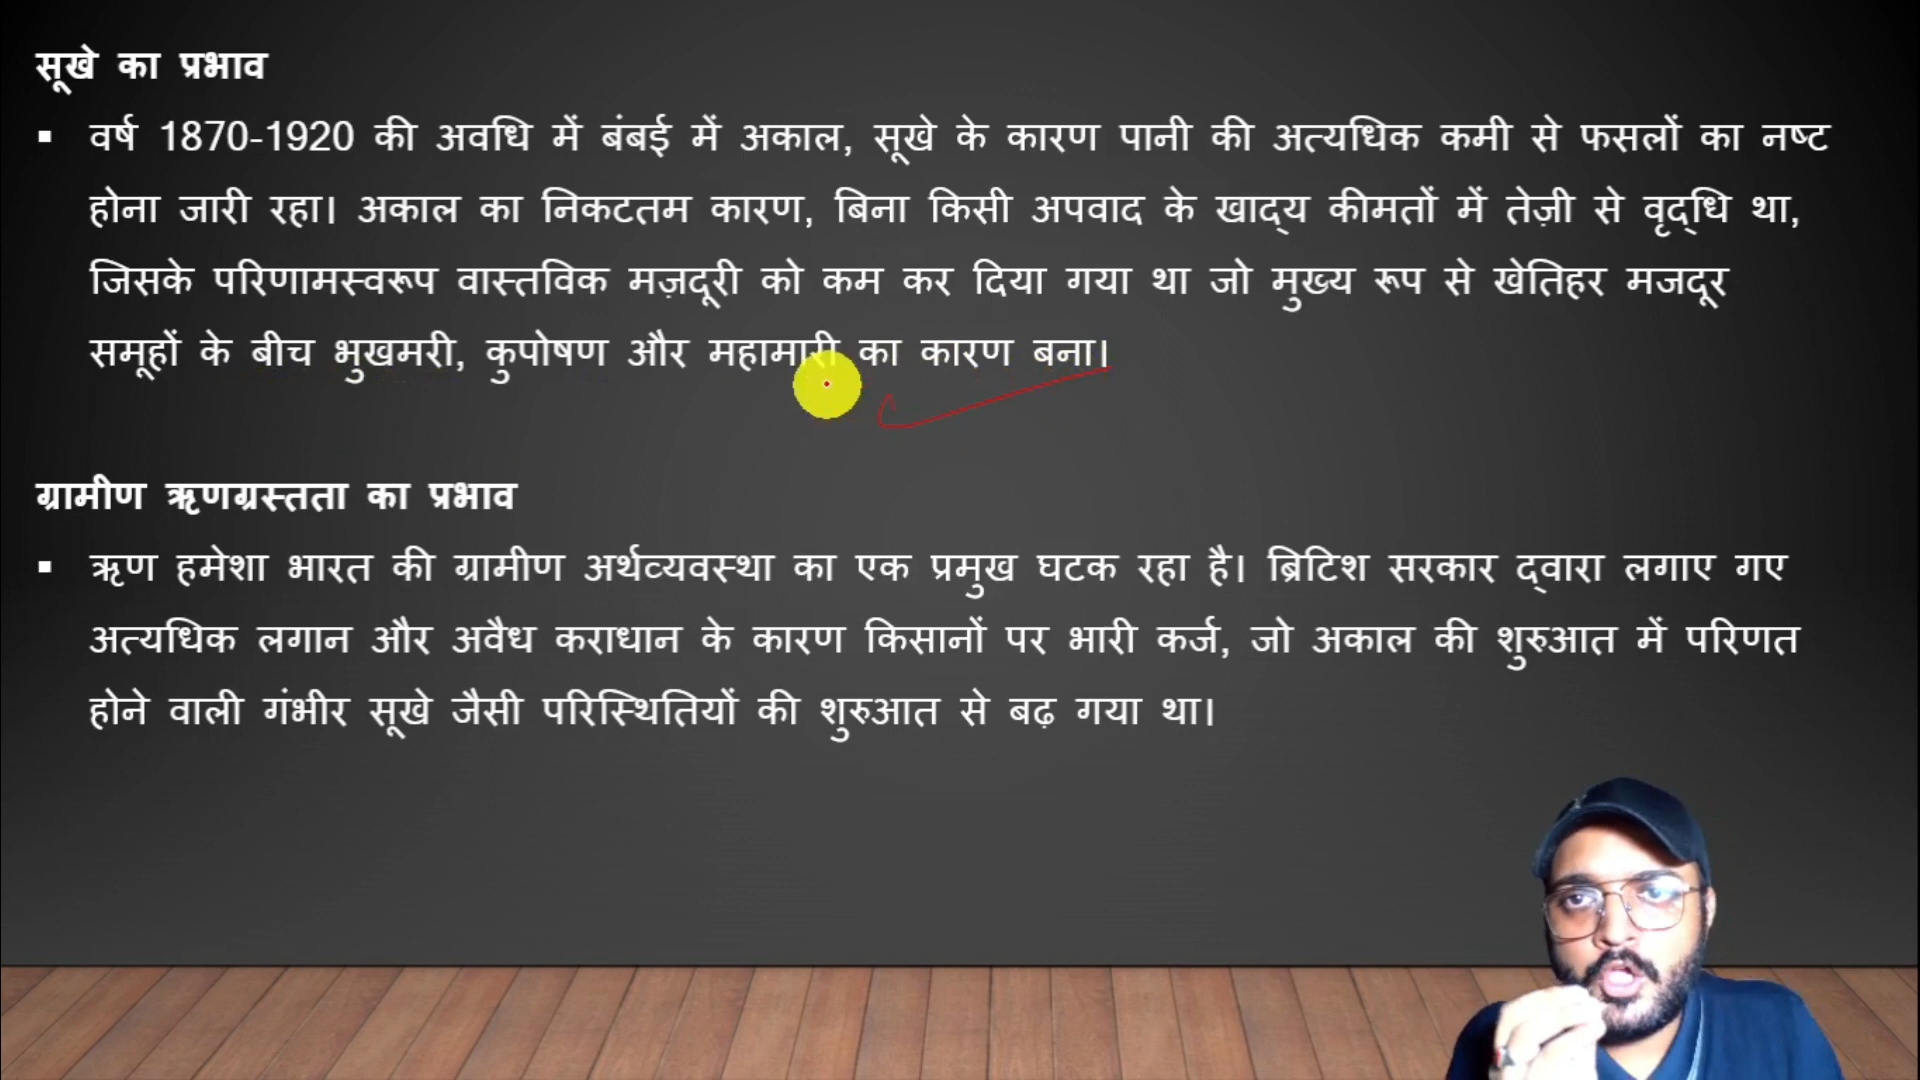 सूखे का प्रभाव
▪ वर्ष 1870-1920 की अवधि में बंबई में अकाल, सूखे के कारण पानी की अत्यधिक कमी से फसलों का नष्ट
होना जारी रहा। अकाल का निकटतम कारण, बिना किसी अपवाद के खाद्य कीमतों में तेज़ी से वृद्धि था,
जिसके परिणामस्वरूप वास्तविक मज़दूरी को कम कर दिया गया था जो मुख्य रूप से खेतिहर मजदूर
समूहों के बीच भुखमरी, कुपोषण और महामारी का कारण बना।
ग्रामीण ऋणग्रस्तता का प्रभाव
▪ ऋण हमेशा भारत की ग्रामीण अर्थव्यवस्था का एक प्रमुख घटक रहा है। ब्रिटिश सरकार द्वारा लगाए गए
अत्यधिक लगान और अवैध कराधान के कारण किसानों पर भारी कर्ज, जो अकाल की शुरुआत में परिणत
होने वाली गंभीर सूखे जैसी परिस्थितियों की शुरुआत से बढ़ गया था।